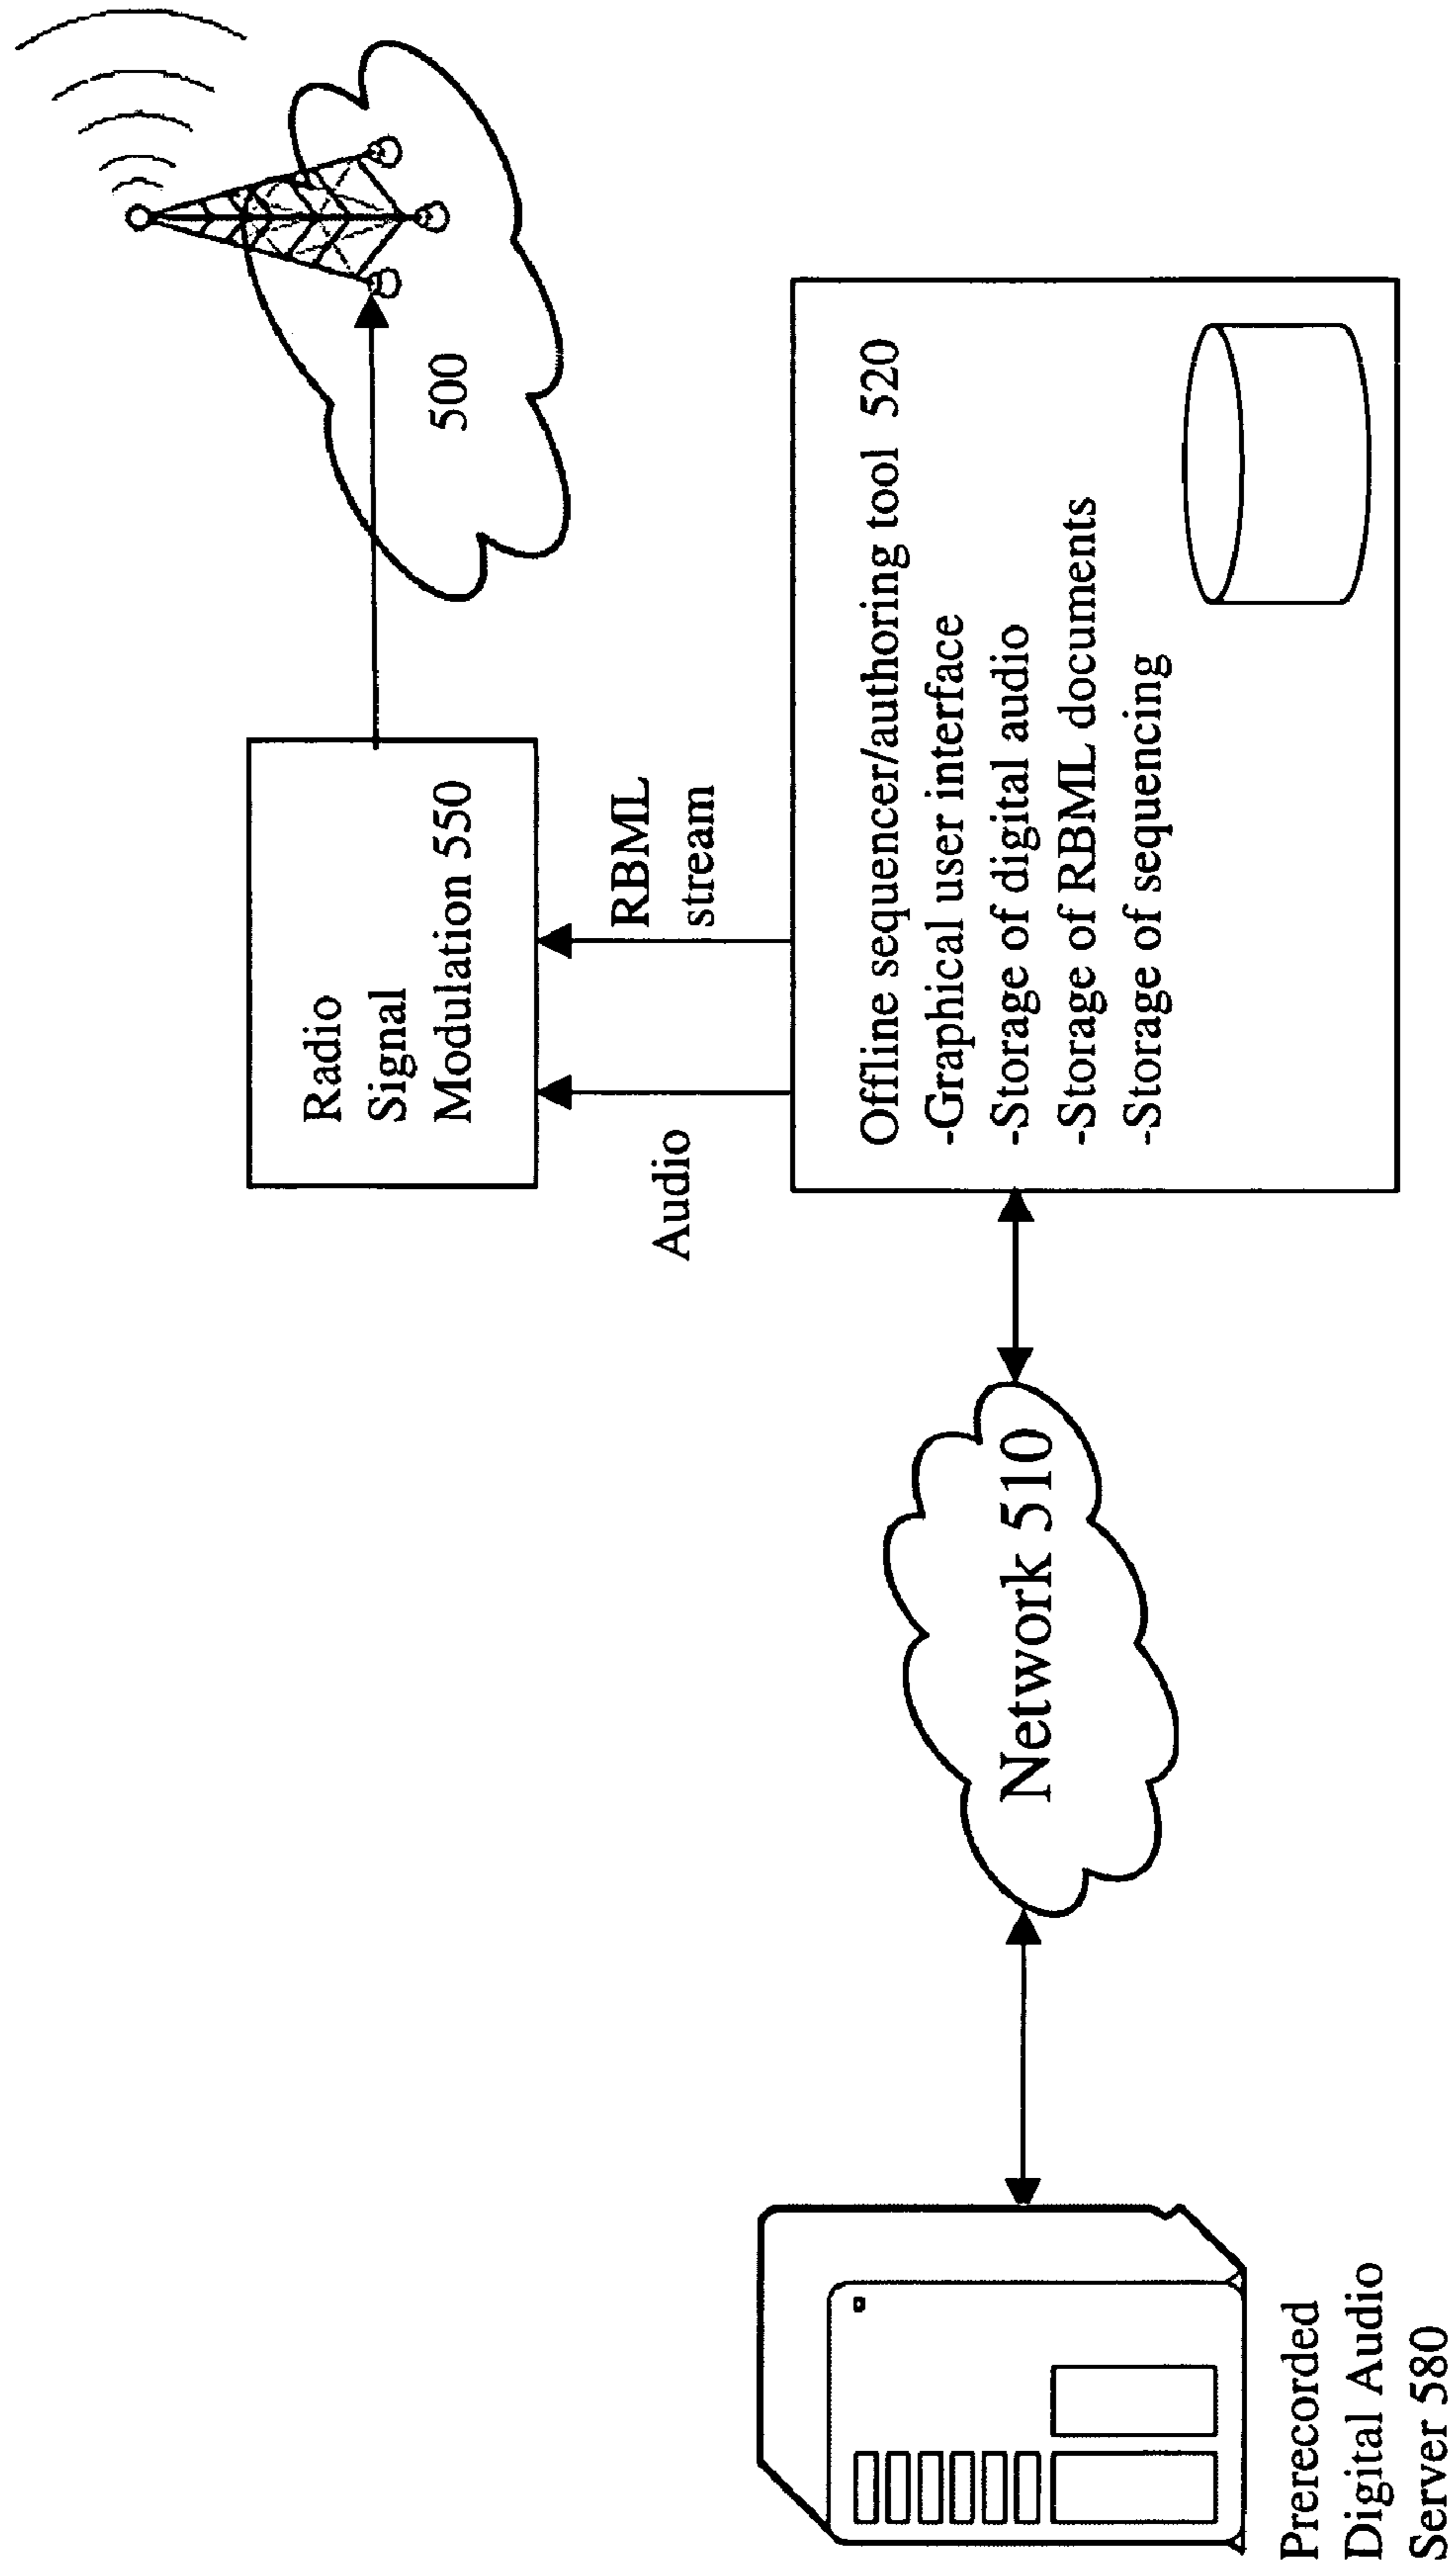 500
Radio
Signal
Modulation 550
RBML
stream
Audio
Offline sequencer/authoring tool 520
-Graphical user interface
-Storage of digital audio
-Storage of RBML documents
-Storage of sequencing
Network 510
Prerecorded
Digital Audio
Server 580